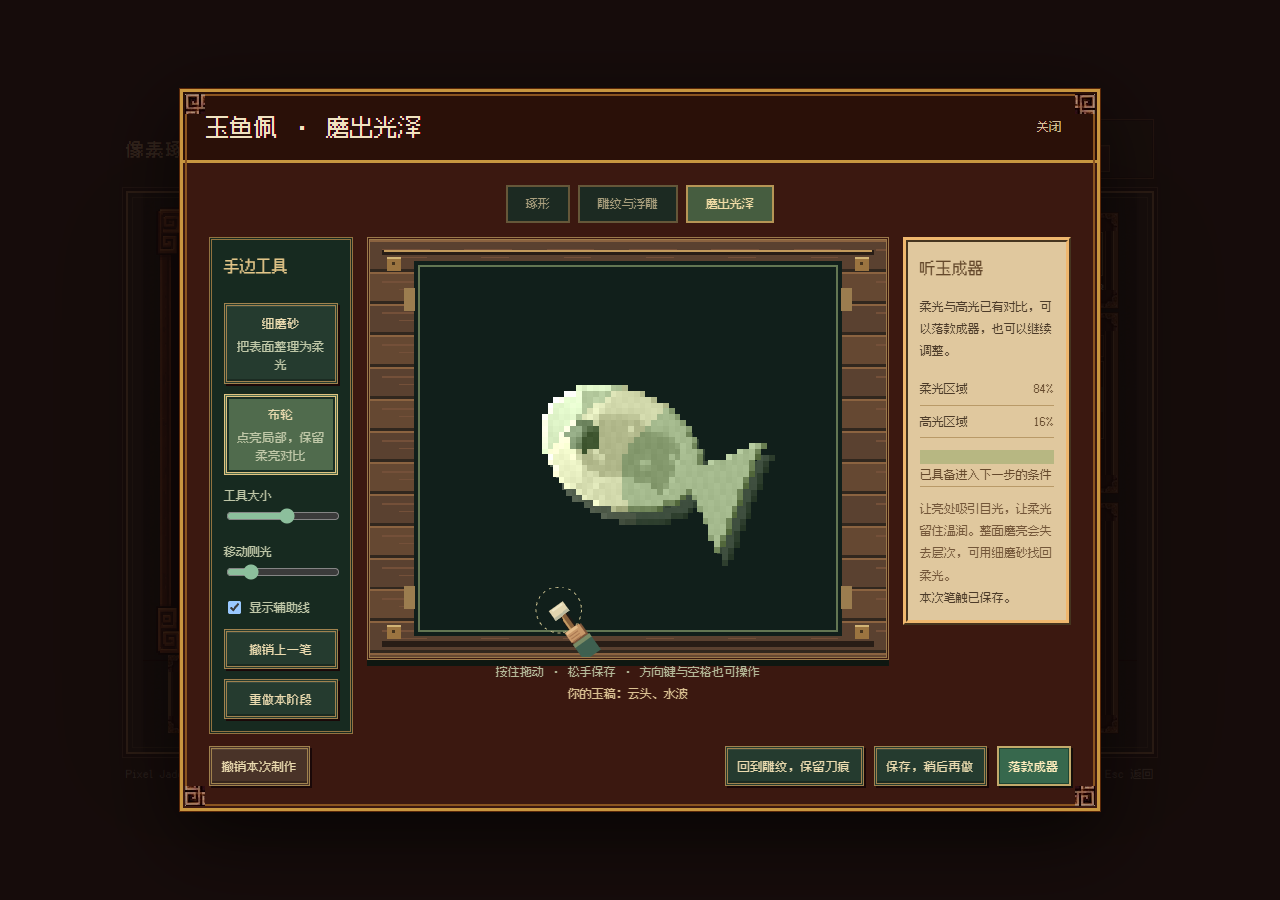 玉鱼佩 · 磨出光泽
关闭
像素琢
琢形
雕纹与浮雕
磨出光泽
手边工具
细磨砂
把表面整理为柔
光
布轮
点亮局部，保留
柔亮对比
工具大小
移动侧光
显示辅助线
撤销上一笔
重做本阶段
按住拖动 · 松手保存 · 方向键与空格也可操作
你的玉稿：云头、水波
听玉成器
柔光与高光已有对比，可
以落款成器，也可以继续
调整。
柔光区域 84%
高光区域 16%
已具备进入下一步的条件
让亮处吸引目光，让柔光
留住温润。整面磨亮会失
去层次，可用细磨砂找回
柔光。
本次笔触已保存。
撤销本次制作
回到雕纹，保留刀痕
保存，稍后再做
落款成器
Pixel Jad
Esc 返回